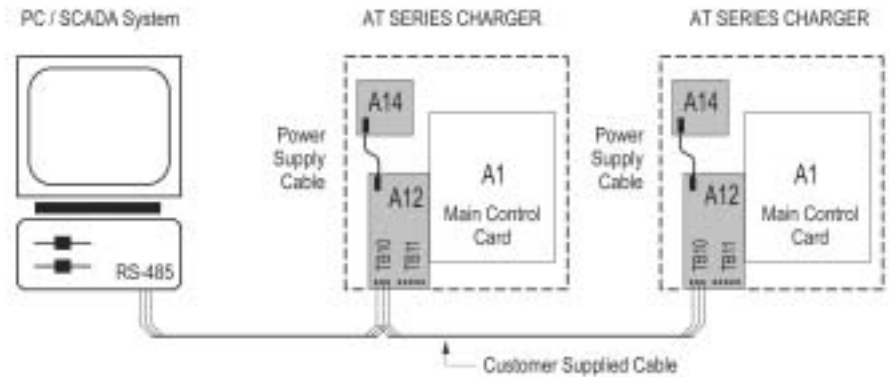 PC / SCADA System
AT SERIES CHARGER
AT SERIES CHARGER
A14
Power
Supply
Cable
A12
A1
Main Control
Card
TB10
TB11
A14
Power
Supply
Cable
A12
A1
Main Control
Card
TB10
TB11
RS-485
Customer Supplied Cable